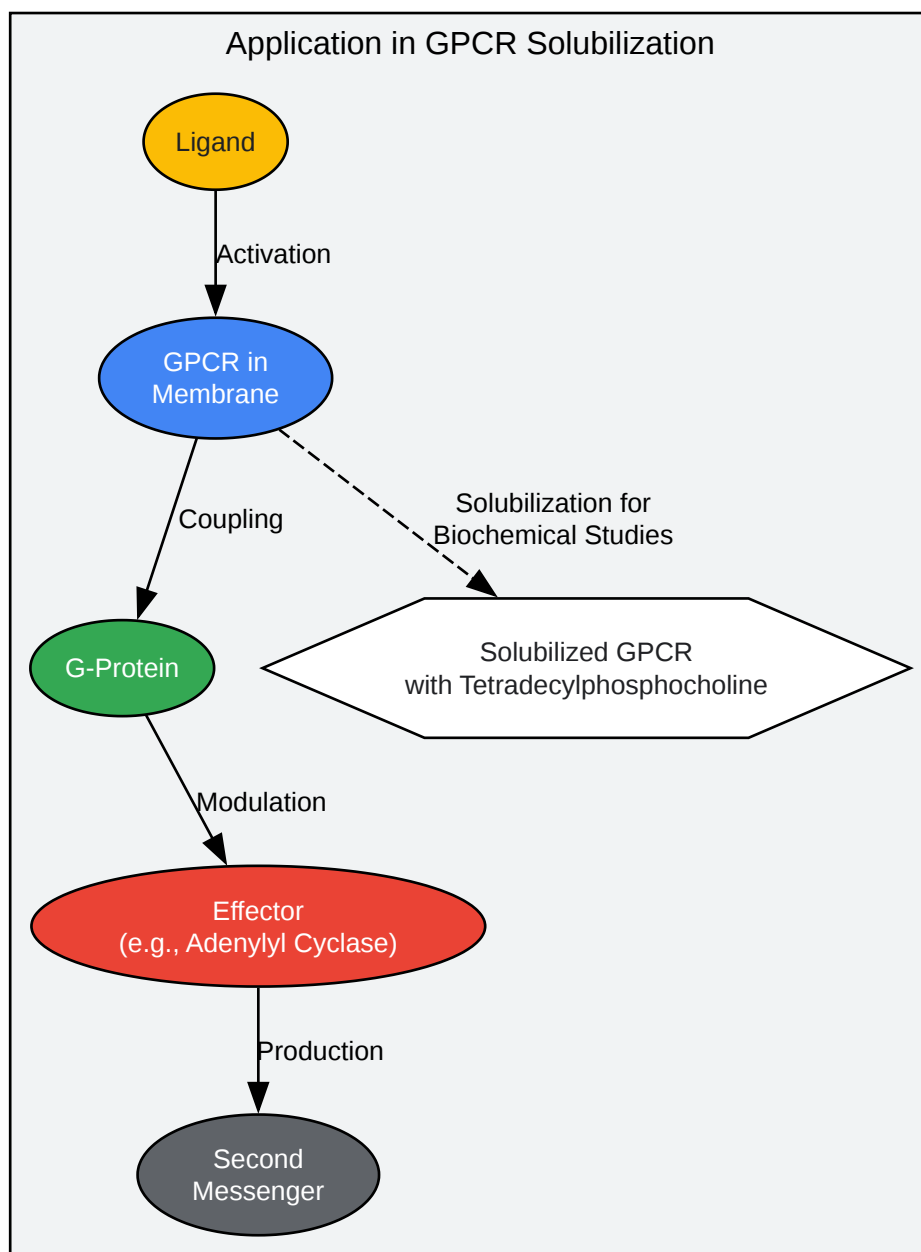 Application in GPCR Solubilization
Ligand
Activation
GPCR in
Membrane
Coupling
Solubilization for
Biochemical Studies
G-Protein
Solubilized GPCR
with Tetradecylphosphocholine
Modulation
Effector
(e.g., Adenylyl Cyclase)
Production
Second
Messenger